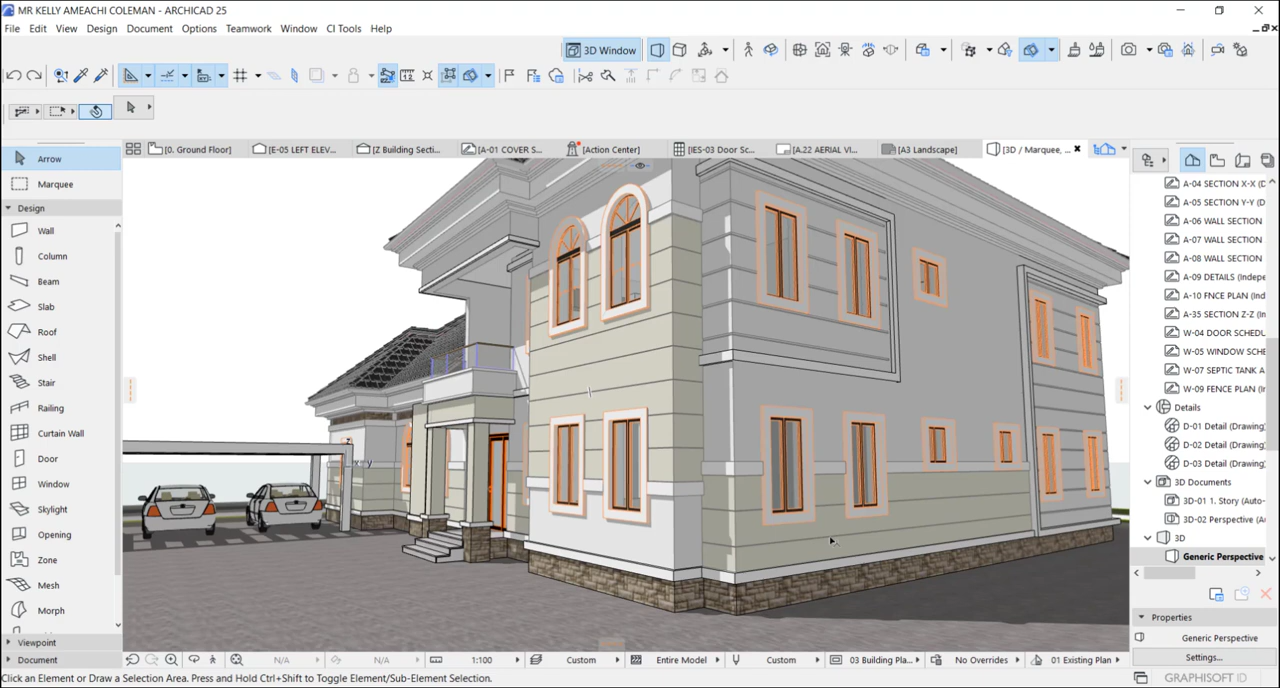 MR KELLY AMEACHI COLEMAN - ARCHICAD 25
File Edit View Design Document Options Teamwork Window CI Tools Help
3D Window
[0. Ground Floor] [E-05 LEFT ELEV... [Z Building Secti... [A-01 COVER S... [Action Center] [IES-03 Door Sc... [A.22 AERIAL VI... [A3 Landscape] [3D / Marquee, ...
Arrow
Marquee
Design
Wall
Column
Beam
Slab
Roof
Shell
Stair
Railing
Curtain Wall
Door
Window
Skylight
Opening
Zone
Mesh
Morph
Viewpoint
Document
A-04 SECTION X-X (D
A-05 SECTION Y-Y (D
A-06 WALL SECTION
A-07 WALL SECTION
A-08 WALL SECTION
A-09 DETAILS (Indepe
A-10 FNCE PLAN (Ind
A-35 SECTION Z-Z (D
W-04 DOOR SCHEDU
W-05 WINDOW SCHE
W-07 SEPTIC TANK A
W-09 FENCE PLAN (I
Details
D-01 Detail (Drawing)
D-02 Detail (Drawing)
D-03 Detail (Drawing)
3D Documents
3D-01 1. Story (Auto-
3D-02 Perspective (Au
3D
Generic Perspective
Properties
Generic Perspective
Settings...
N/A N/A 1:100 Custom Entire Model Custom 03 Building Pla... No Overrides 01 Existing Plan
Click an Element or Draw a Selection Area. Press and Hold Ctrl+Shift to Toggle Element/Sub-Element Selection.
GRAPHISOFT ID